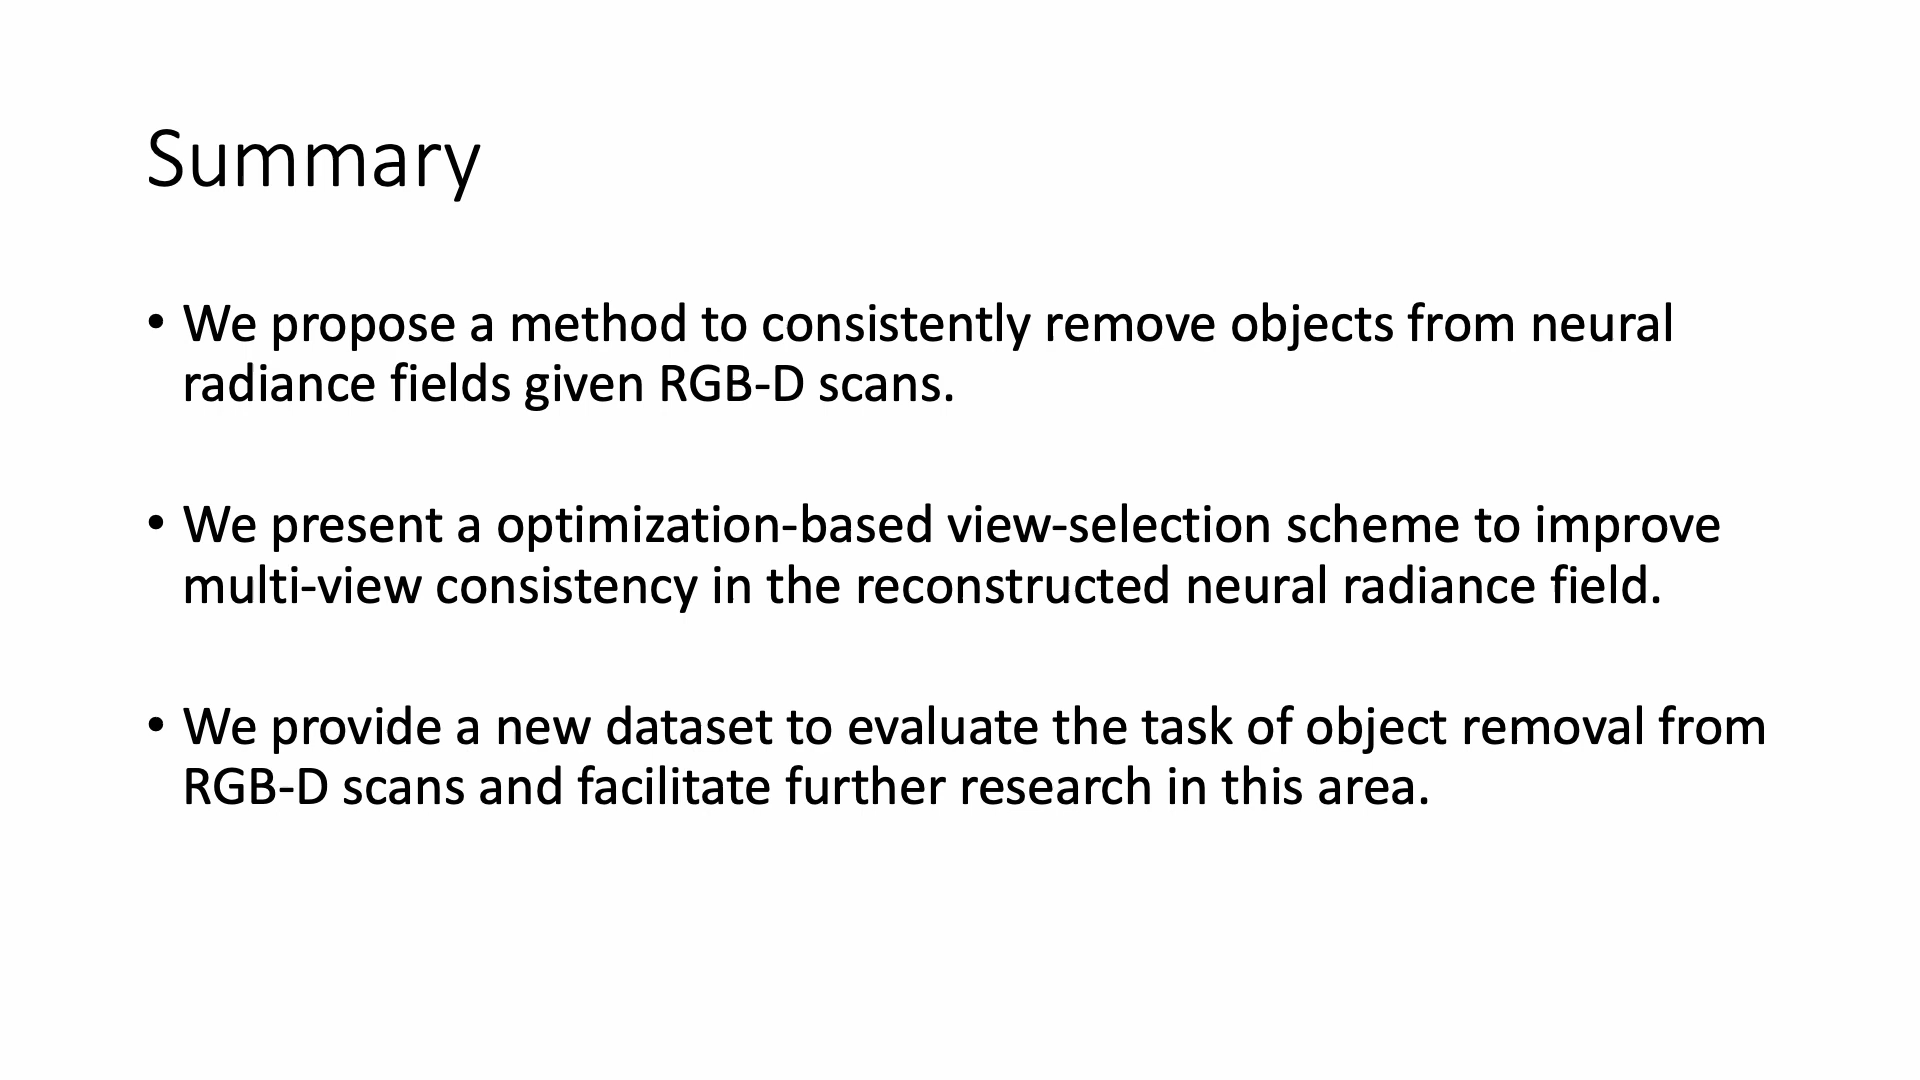 Summary
• We propose a method to consistently remove objects from neural
radiance fields given RGB-D scans.
• We present a optimization-based view-selection scheme to improve
multi-view consistency in the reconstructed neural radiance field.
• We provide a new dataset to evaluate the task of object removal from
RGB-D scans and facilitate further research in this area.